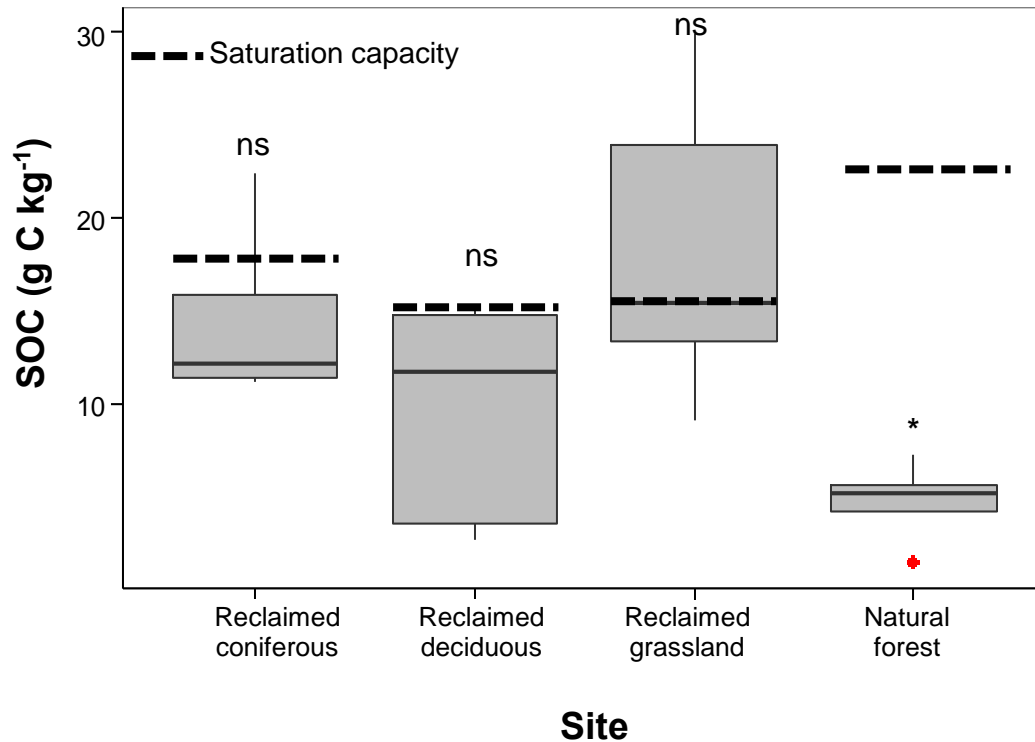 30
20
10
SOC (g C kg⁻¹)
Saturation capacity
ns
ns
ns
*
Reclaimed
coniferous
Reclaimed
deciduous
Reclaimed
grassland
Natural
forest
Site